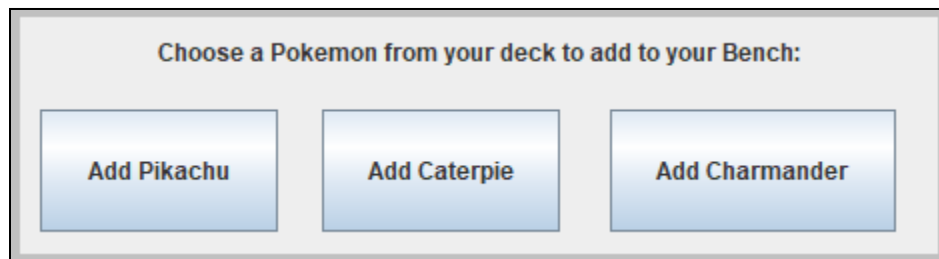 Choose a Pokemon from your deck to add to your Bench:
Add Pikachu
Add Caterpie
Add Charmander